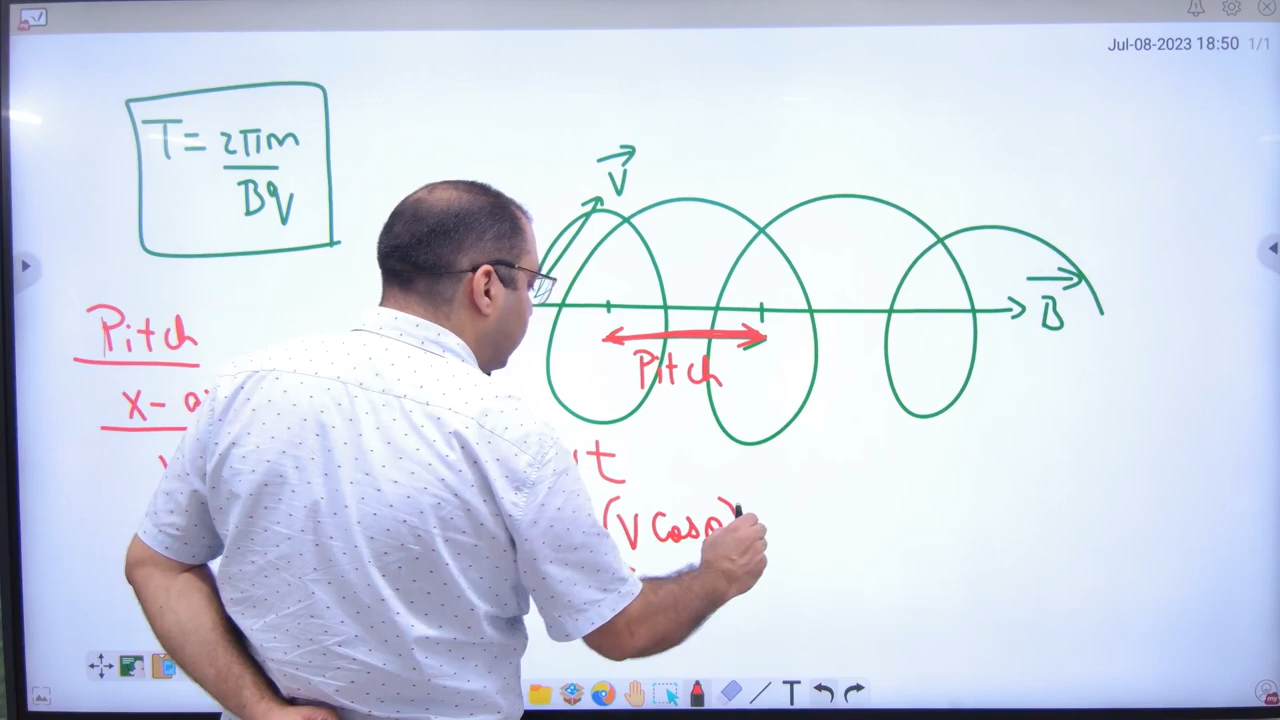 Jul-08-2023 18:50 1/1
T = 2πm
Bq
V
B
Pitch
Pitch
x-
t
(V Cos
T